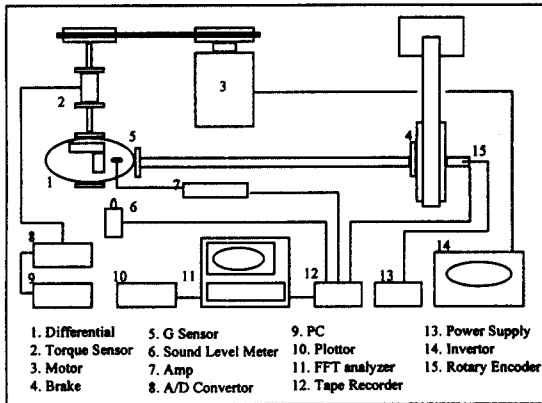 3
2
5
4
15
1
7
6
8
14
9
10
11
12
13
1. Differential
2. Torque Sensor
3. Motor
4. Brake
5. G Sensor
6. Sound Level Meter
7. Amp
8. A/D Convertor
9. PC
10. Plottor
11. FFT analyzer
12. Tape Recorder
13. Power Supply
14. Invertor
15. Rotary Encoder